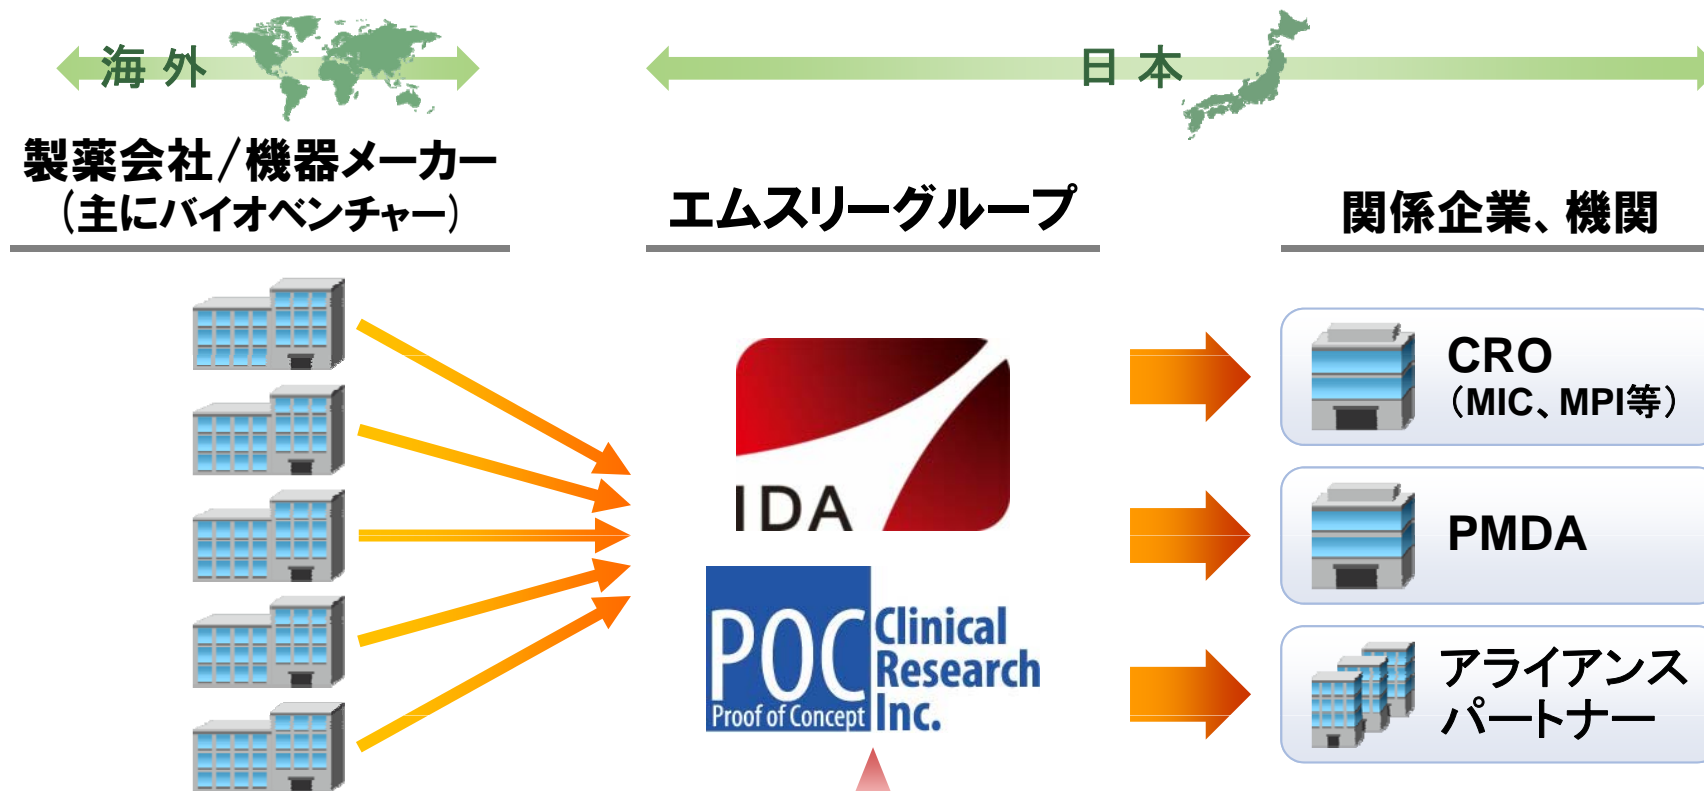 海外
日本
製薬会社/機器メーカー
(主にバイオベンチャー)
エムスリーグループ
関係企業、機関
IDA
POC
Proof of Concept
Clinical
Research
Inc.
CRO
(MIC、MPI等)
PMDA
アライアンス
パートナー